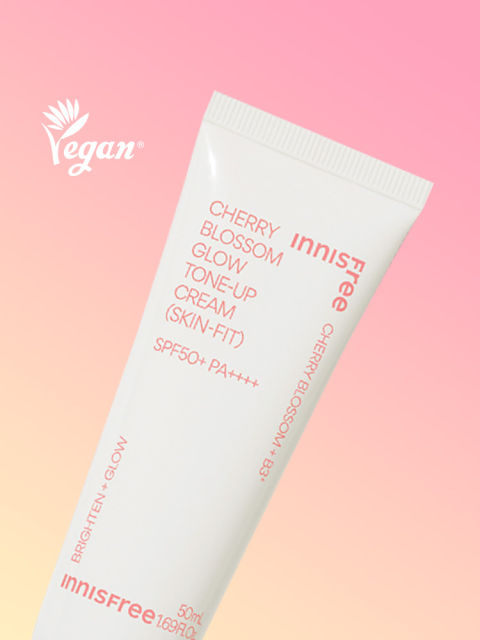 Vegan®
CHERRY
BLOSSOM
GLOW
TONE-UP
CREAM
(SKIN-FIT)
SPF50+ PA++++
INNISFree
CHERRY BLOSSOM + B3*
BRIGHTEN + GLOW
INNISFree
50mL
1.69Fl.Oz